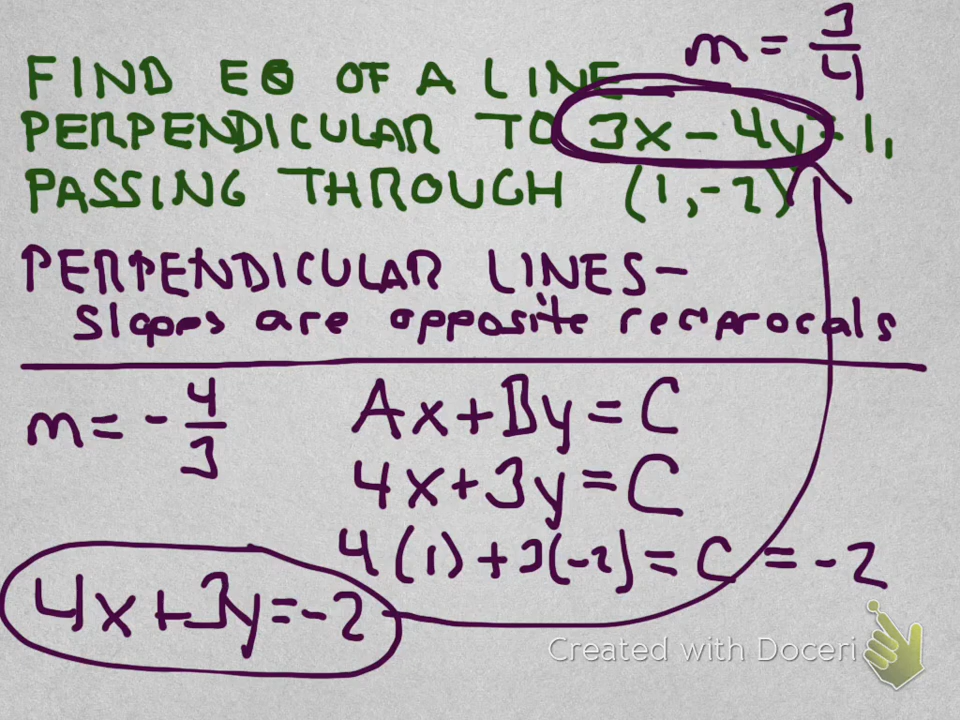 m = 3/4
FIND EQ OF A LINE
PERPENDICULAR TO 3x - 4y = 1,
PASSING THROUGH (1, -2)
PERPENDICULAR LINES-
slopes are opposite reciprocals
m = - 4/3
Ax + By = C
4x + 3y = C
4(1) + 3(-2) = C = -2
4x + 3y = -2
Created with Doceri